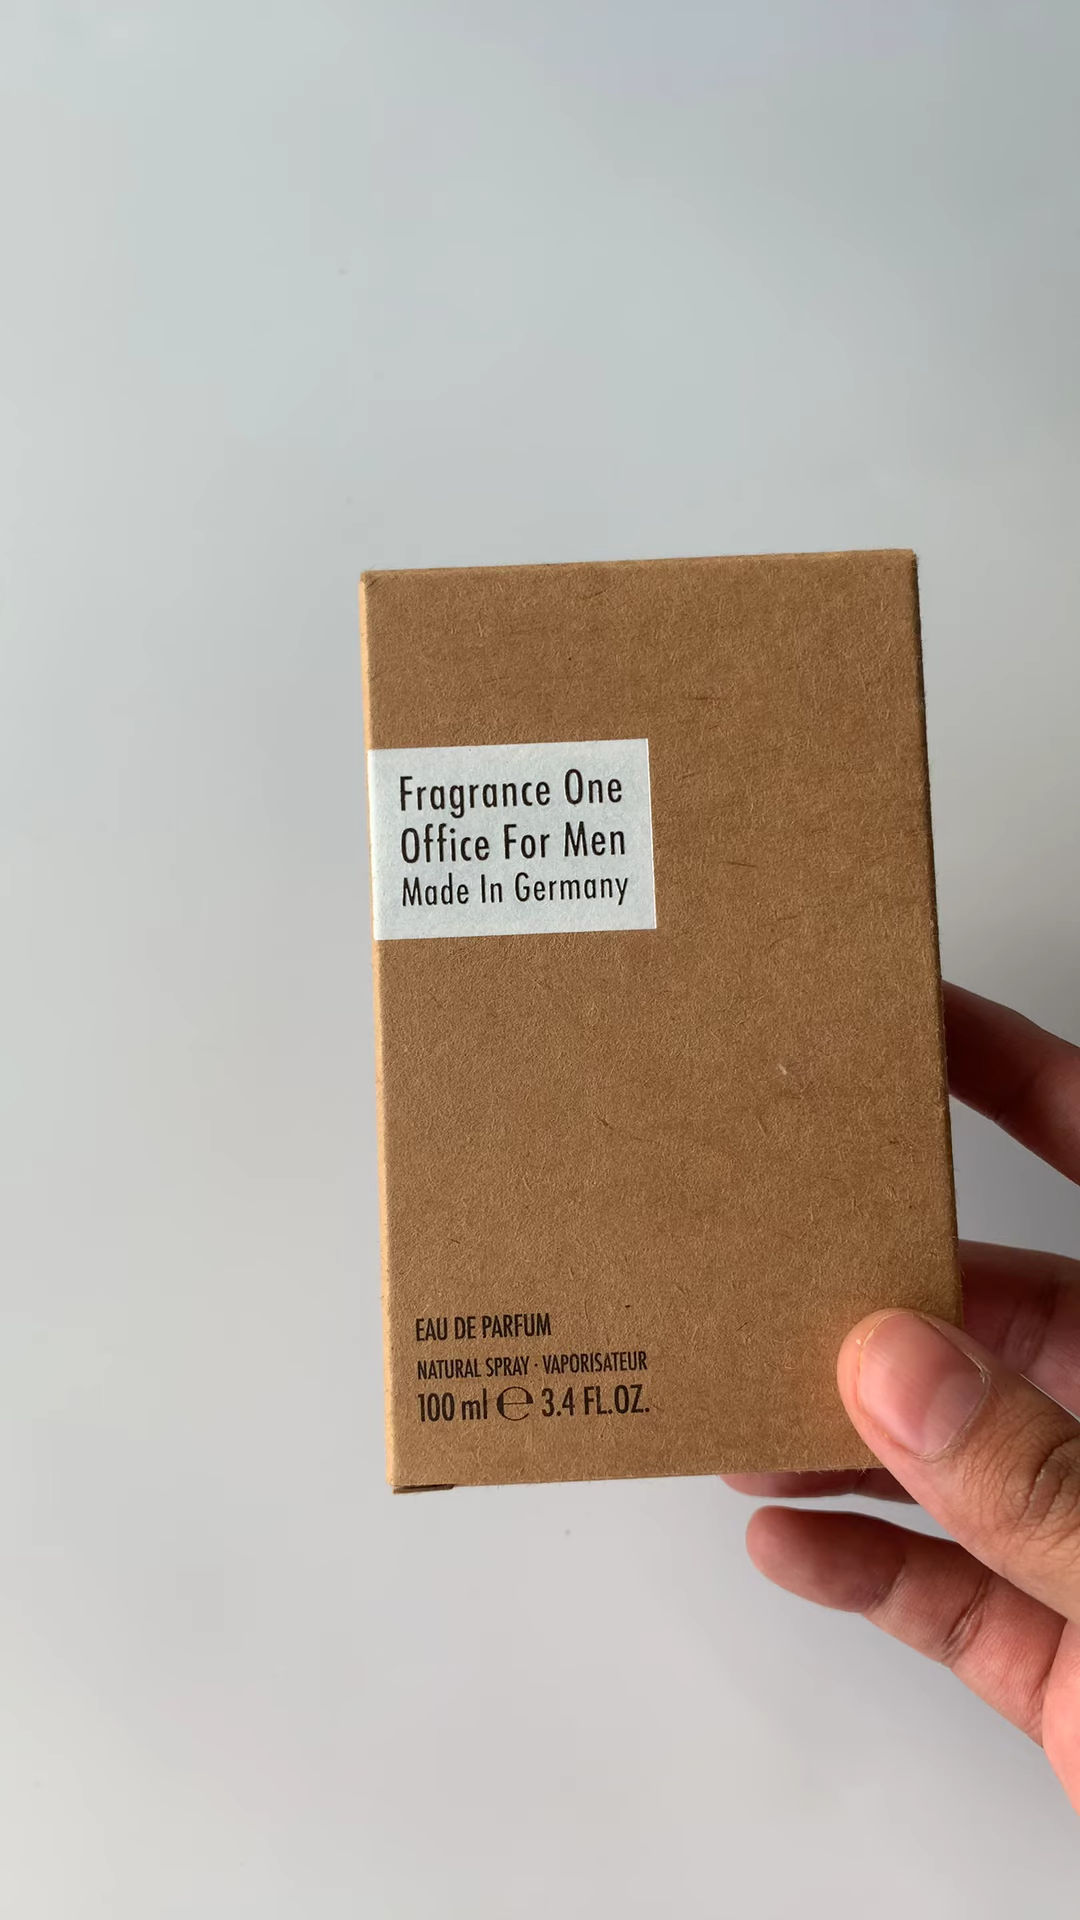 Fragrance One
Office For Men
Made In Germany
EAU DE PARFUM
NATURAL SPRAY · VAPORISATEUR
100 ml ℮ 3.4 FL.OZ.